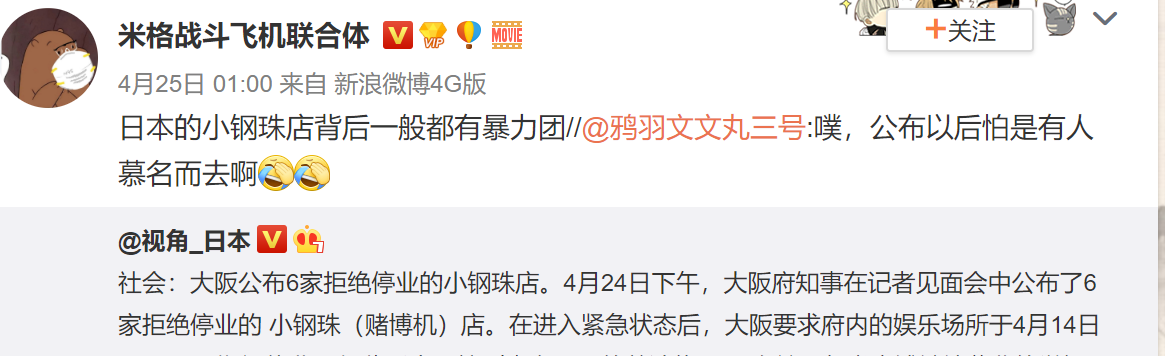 米格战斗飞机联合体 V VIP MOVIE
+关注
4月25日 01:00 来自 新浪微博4G版
日本的小钢珠店背后一般都有暴力团//@鸦羽文文丸三号:噗，公布以后怕是有人
慕名而去啊
@视角_日本 V 7
社会：大阪公布6家拒绝停业的小钢珠店。4月24日下午，大阪府知事在记者见面会中公布了6
家拒绝停业的 小钢珠（赌博机）店。在进入紧急状态后，大阪要求府内的娱乐场所于4月14日